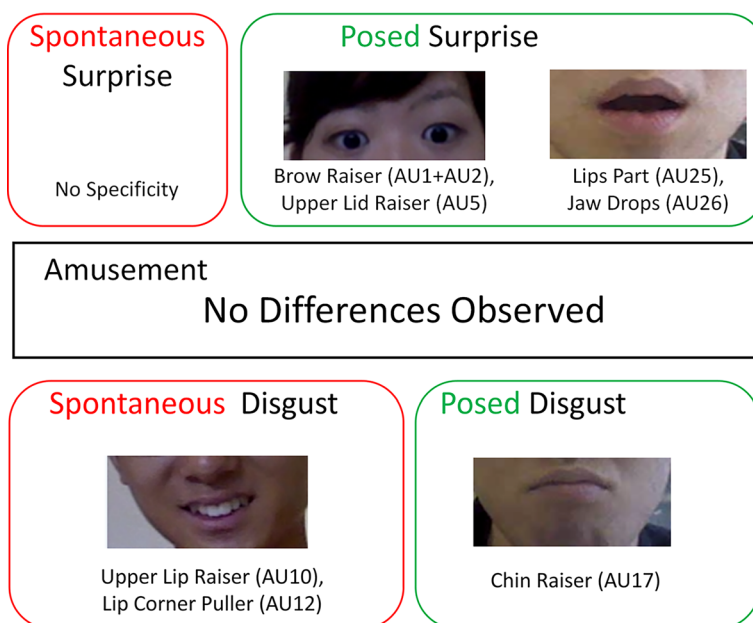 Spontaneous
Surprise
No Specificity
Posed Surprise
Brow Raiser (AU1+AU2),
Upper Lid Raiser (AU5)
Lips Part (AU25),
Jaw Drops (AU26)
Amusement
No Differences Observed
Spontaneous Disgust
Upper Lip Raiser (AU10),
Lip Corner Puller (AU12)
Posed Disgust
Chin Raiser (AU17)